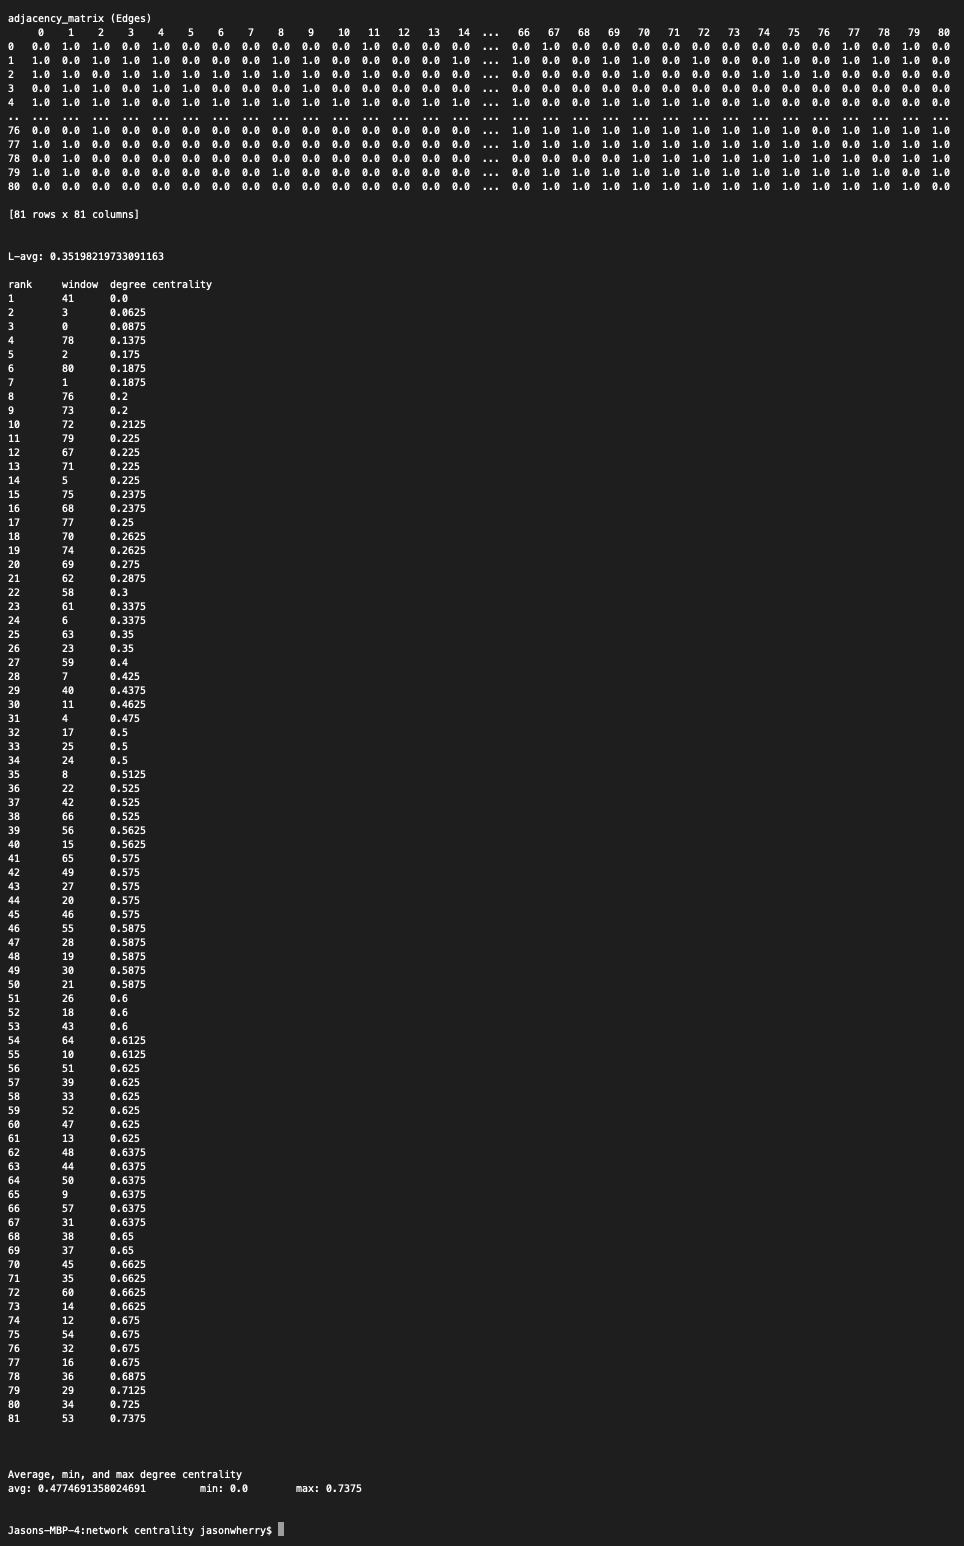 adjacency_matrix (Edges)
0 1 2 3 4 5 6 7 8 9 10 11 12 13 14 ... 66 67 68 69 70 71 72 73 74 75 76 77 78 79 80
0 0.0 1.0 1.0 0.0 1.0 0.0 0.0 0.0 0.0 0.0 0.0 1.0 0.0 0.0 0.0 ... 0.0 1.0 0.0 0.0 0.0 0.0 0.0 0.0 0.0 0.0 0.0 1.0 0.0 1.0 0.0
1 1.0 0.0 1.0 1.0 1.0 0.0 0.0 0.0 1.0 1.0 0.0 1.0 0.0 0.0 1.0 ... 1.0 0.0 0.0 1.0 1.0 0.0 1.0 0.0 0.0 1.0 0.0 1.0 1.0 1.0 0.0
2 1.0 1.0 0.0 1.0 1.0 1.0 1.0 1.0 1.0 1.0 0.0 1.0 0.0 0.0 0.0 ... 0.0 0.0 0.0 0.0 0.0 0.0 0.0 0.0 1.0 1.0 1.0 0.0 0.0 0.0 0.0
3 0.0 1.0 1.0 0.0 1.0 1.0 0.0 0.0 0.0 1.0 0.0 0.0 0.0 0.0 0.0 ... 0.0 0.0 0.0 0.0 0.0 0.0 0.0 0.0 0.0 0.0 0.0 0.0 0.0 0.0 0.0
4 1.0 1.0 1.0 1.0 0.0 1.0 1.0 1.0 1.0 1.0 1.0 1.0 0.0 1.0 1.0 ... 1.0 0.0 0.0 1.0 1.0 1.0 1.0 0.0 1.0 0.0 0.0 0.0 0.0 0.0 0.0
.. ... ... ... ... ... ... ... ... ... ... ... ... ... ... ... ... ... ... ... ... ... ... ... ... ... ... ... ... ... ... ...
76 0.0 0.0 1.0 0.0 0.0 0.0 0.0 0.0 0.0 0.0 0.0 0.0 0.0 0.0 0.0 ... 1.0 1.0 1.0 1.0 1.0 1.0 1.0 1.0 1.0 1.0 0.0 1.0 1.0 1.0 1.0
77 1.0 1.0 0.0 0.0 0.0 0.0 0.0 0.0 0.0 0.0 0.0 0.0 0.0 0.0 0.0 ... 1.0 1.0 1.0 1.0 1.0 1.0 1.0 1.0 1.0 1.0 1.0 0.0 1.0 1.0 1.0
78 0.0 1.0 0.0 0.0 0.0 0.0 0.0 0.0 0.0 0.0 0.0 0.0 0.0 0.0 0.0 ... 0.0 0.0 0.0 0.0 1.0 1.0 1.0 1.0 1.0 1.0 1.0 1.0 0.0 1.0 1.0
79 1.0 1.0 0.0 0.0 0.0 0.0 0.0 0.0 1.0 0.0 0.0 0.0 0.0 0.0 0.0 ... 0.0 0.0 1.0 1.0 1.0 1.0 1.0 1.0 1.0 1.0 1.0 1.0 1.0 0.0 1.0
80 0.0 0.0 0.0 0.0 0.0 0.0 0.0 0.0 0.0 0.0 0.0 0.0 0.0 0.0 0.0 ... 0.0 1.0 1.0 1.0 1.0 1.0 1.0 1.0 1.0 1.0 1.0 1.0 1.0 1.0 0.0
[81 rows x 81 columns]
L-avg: 0.35198219733091163
rank window degree centrality
1 41 0.0
2 3 0.0625
3 0 0.0875
4 78 0.1375
5 2 0.175
6 80 0.1875
7 1 0.1875
8 76 0.2
9 73 0.2
10 72 0.2125
11 79 0.225
12 67 0.225
13 71 0.225
14 5 0.225
15 75 0.2375
16 68 0.2375
17 77 0.25
18 70 0.2625
19 74 0.2625
20 69 0.275
21 62 0.2875
22 58 0.3
23 61 0.3375
24 6 0.3375
25 63 0.35
26 23 0.35
27 59 0.4
28 7 0.425
29 40 0.4375
30 11 0.4625
31 4 0.475
32 17 0.5
33 25 0.5
34 24 0.5
35 8 0.5125
36 22 0.525
37 42 0.525
38 66 0.525
39 56 0.5625
40 15 0.5625
41 65 0.575
42 49 0.575
43 27 0.575
44 20 0.575
45 46 0.575
46 55 0.5875
47 28 0.5875
48 19 0.5875
49 30 0.5875
50 21 0.5875
51 26 0.6
52 18 0.6
53 43 0.6
54 64 0.6125
55 10 0.6125
56 51 0.625
57 39 0.625
58 33 0.625
59 52 0.625
60 47 0.625
61 13 0.625
62 48 0.6375
63 44 0.6375
64 50 0.6375
65 9 0.6375
66 57 0.6375
67 31 0.6375
68 38 0.65
69 37 0.65
70 45 0.6625
71 35 0.6625
72 60 0.6625
73 14 0.6625
74 12 0.675
75 54 0.675
76 32 0.675
77 16 0.675
78 36 0.6875
79 29 0.7125
80 34 0.725
81 53 0.7375
Average, min, and max degree centrality
avg: 0.4774691358024691 min: 0.0 max: 0.7375
Jasons-MBP-4:network centrality jasonwherry$